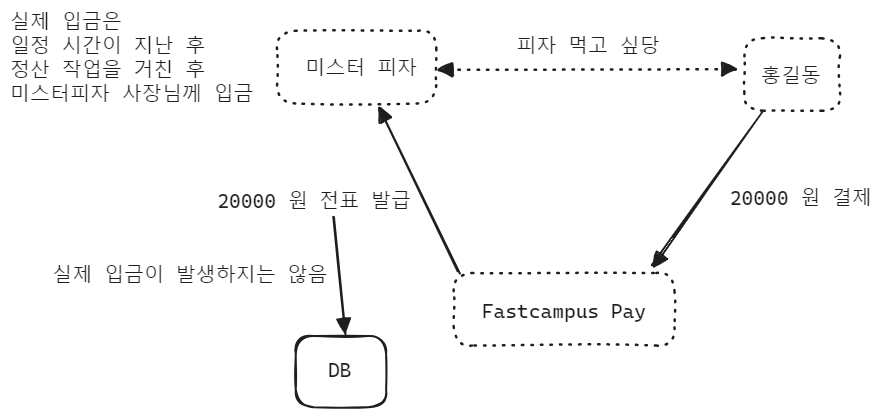 실제 입금은
일정 시간이 지난 후
정산 작업을 거친 후
미스터피자 사장님께 입금
미스터 피자
피자 먹고 싶당
홍길동
20000 원 전표 발급
20000 원 결제
실제 입금이 발생하지는 않음
Fastcampus Pay
DB